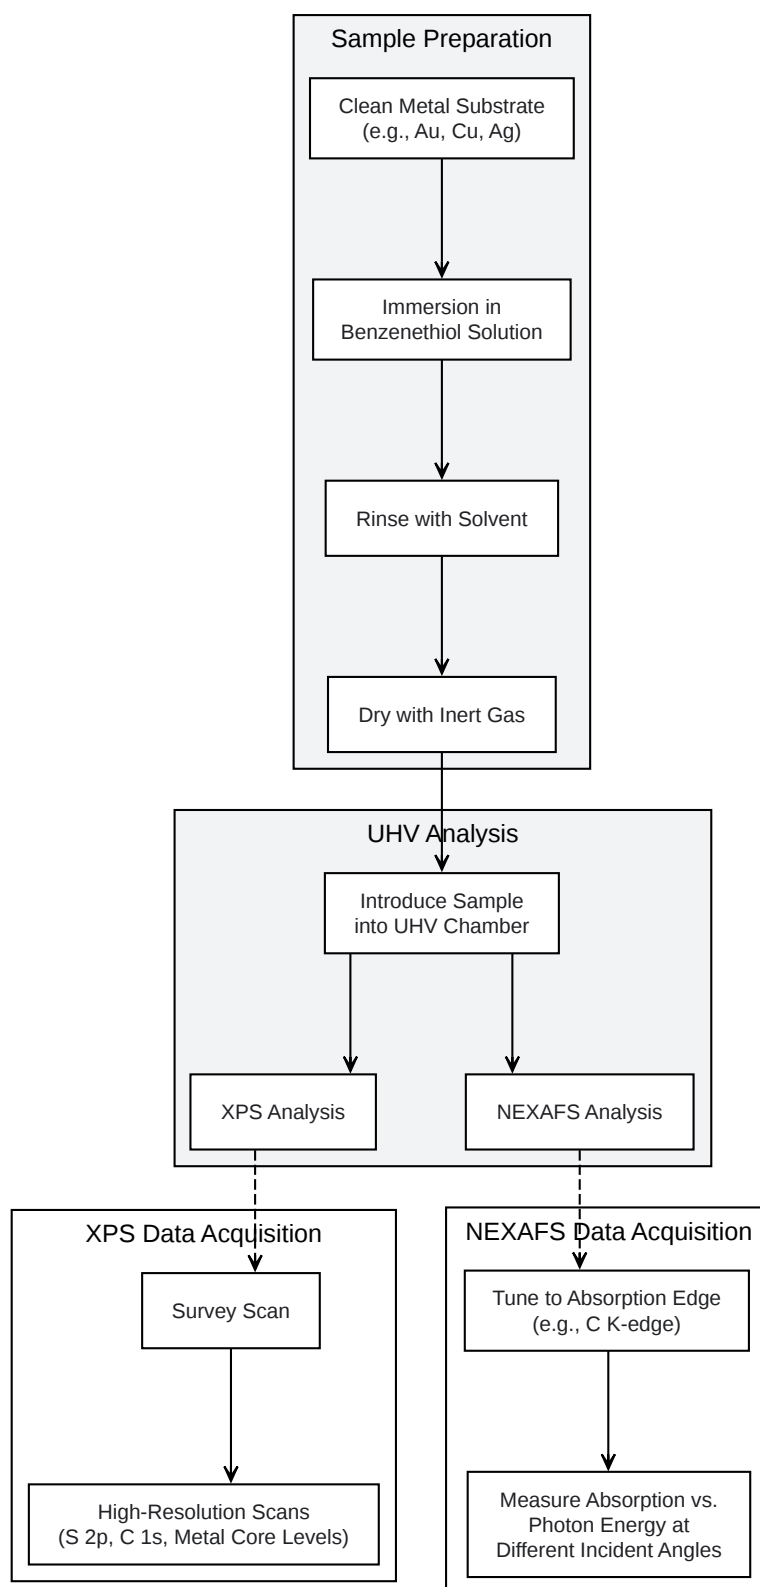 Sample Preparation
Clean Metal Substrate
(e.g., Au, Cu, Ag)
Immersion in
Benzenethiol Solution
Rinse with Solvent
Dry with Inert Gas
UHV Analysis
Introduce Sample
into UHV Chamber
XPS Analysis
NEXAFS Analysis
XPS Data Acquisition
Survey Scan
High-Resolution Scans
(S 2p, C 1s, Metal Core Levels)
NEXAFS Data Acquisition
Tune to Absorption Edge
(e.g., C K-edge)
Measure Absorption vs.
Photon Energy at
Different Incident Angles